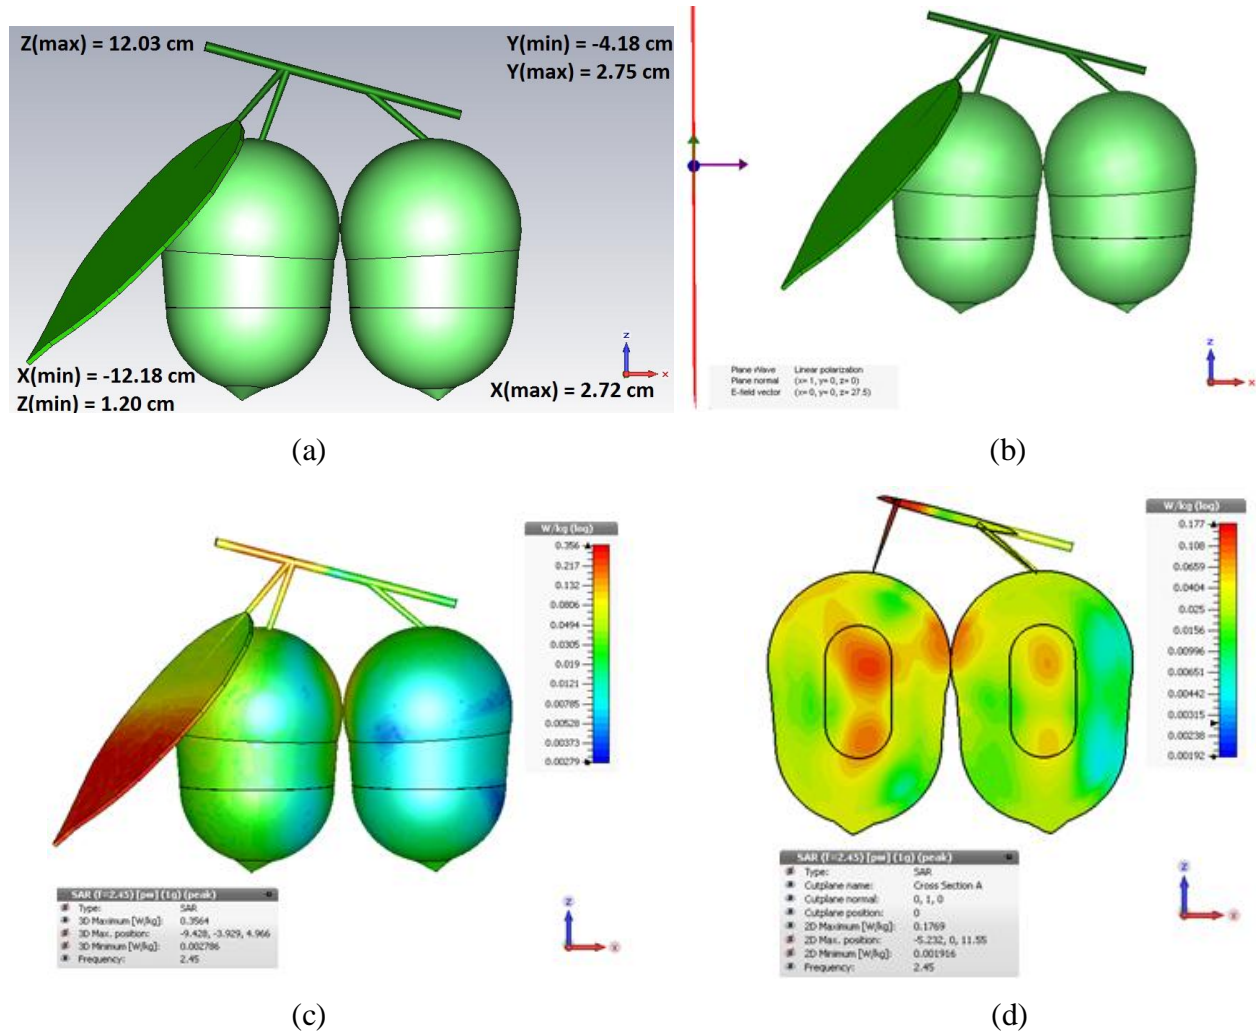 Z(max) = 12.03 cm
Y(min) = -4.18 cm
Y(max) = 2.75 cm
X(min) = -12.18 cm
Z(min) = 1.20 cm
X(max) = 2.72 cm
z
x
(a)
Plane Wave Linear polarization
Plane normal (x= 1, y= 0, z= 0)
E-field vector (x= 0, y= 0, z= 27.5)
z
x
(b)
W/kg (log)
0.356
0.217
0.132
0.0806
0.0494
0.0305
0.019
0.0121
0.00785
0.00528
0.00373
0.00279
SAR (f=2.45) [pw] (1g) (peak)
Type: SAR
3D Maximum [W/kg]: 0.3564
3D Max. position: -9.428, -3.929, 4.966
3D Minimum [W/kg]: 0.002786
Frequency: 2.45
z
x
(c)
W/kg (log)
0.177
0.108
0.0659
0.0404
0.025
0.0156
0.00996
0.00651
0.00442
0.00315
0.00238
0.00192
SAR (f=2.45) [pw] (1g) (peak)
Type: SAR
Cutplane name: Cross Section A
Cutplane normal: 0, 1, 0
Cutplane position: 0
2D Maximum [W/kg]: 0.1769
2D Max. position: -5.232, 0, 11.55
2D Minimum [W/kg]: 0.001916
Frequency: 2.45
z
x
(d)